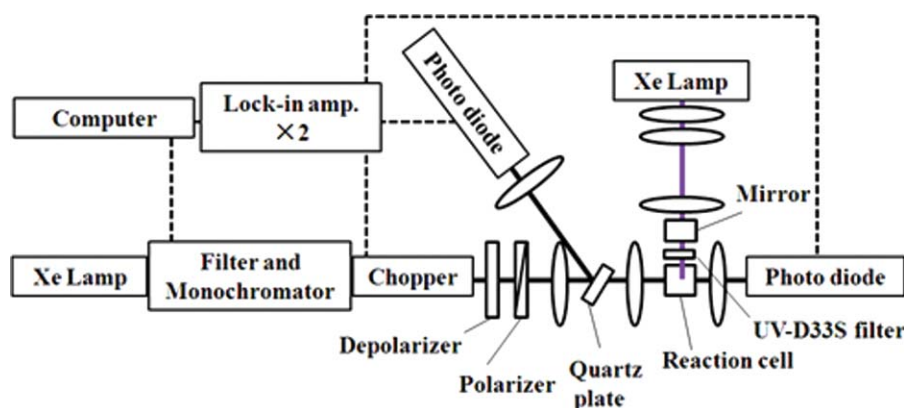 Photo diode
Xe Lamp
Computer
Lock-in amp.
×2
Mirror
Xe Lamp
Filter and
Monochromator
Chopper
Photo diode
Depolarizer
Polarizer
Quartz
plate
Reaction cell
UV-D33S filter